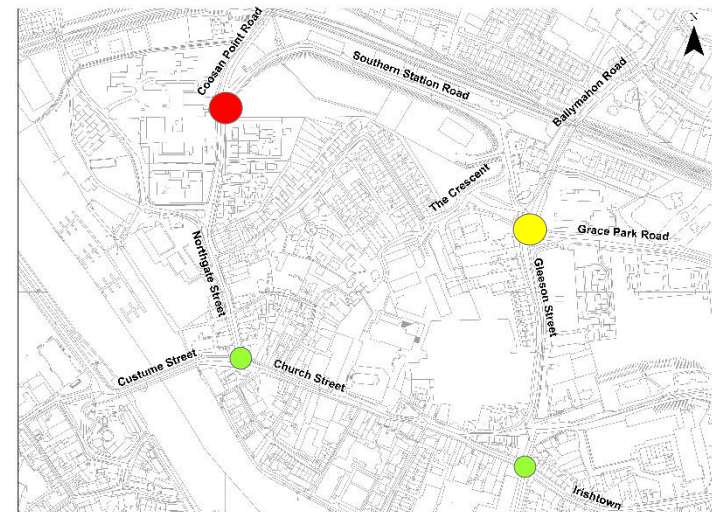 N
Coosan Point Road
Southern Station Road
Ballymahon Road
The Crescent
Grace Park Road
Northgate Street
Gleeson Street
Custume Street
Church Street
Irishtown